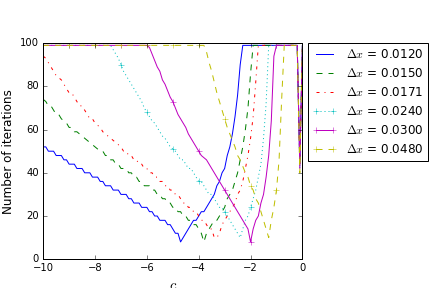 100
80
60
40
20
0
Number of iterations
−10
−8
−6
−4
−2
0
c
Δx = 0.0120
Δx = 0.0150
Δx = 0.0171
Δx = 0.0240
Δx = 0.0300
Δx = 0.0480